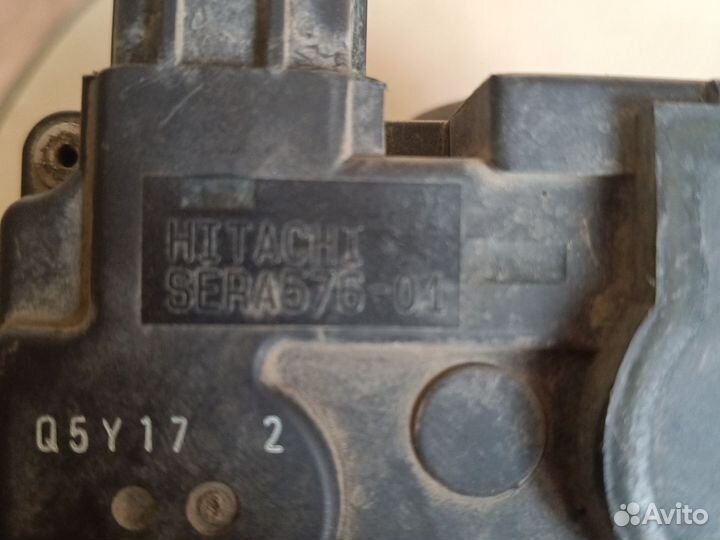 HITACHI
SERA576-01
Q5Y17 2
Avito